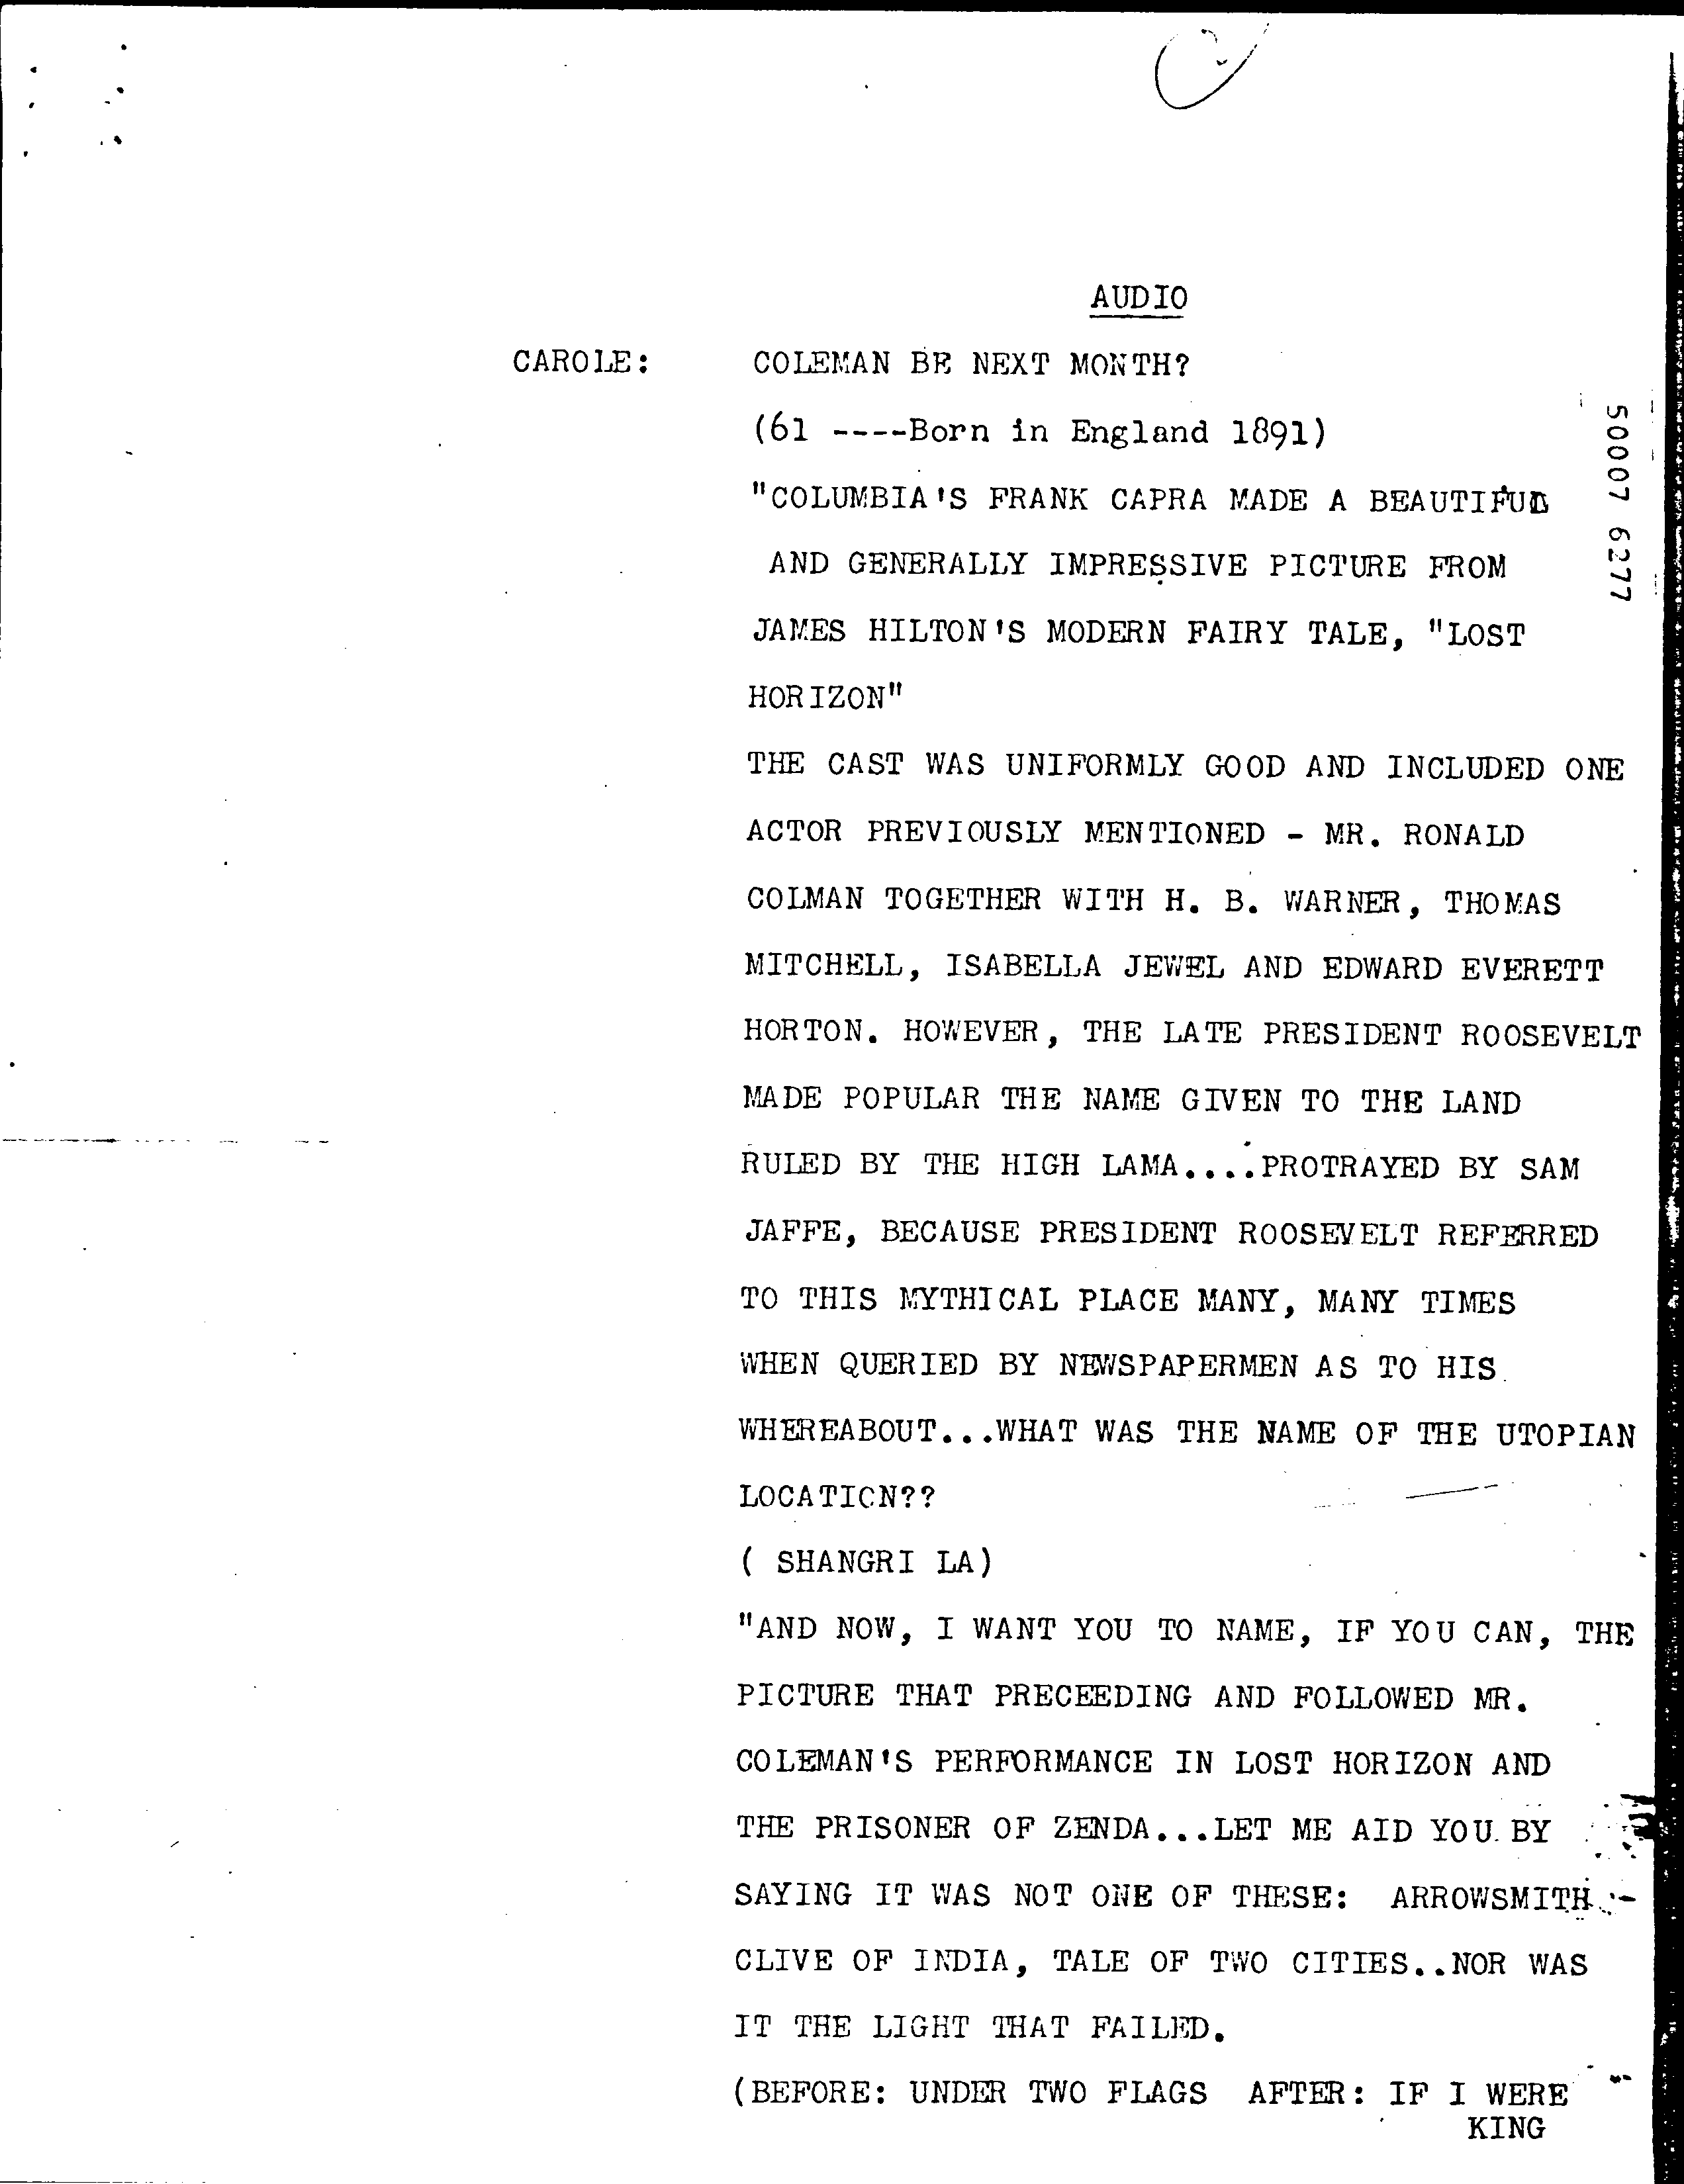 AUDIO
CAROLE: COLEMAN BE NEXT MONTH?
(61 ----Born in England 1891)
"COLUMBIA'S FRANK CAPRA MADE A BEAUTIFUL
AND GENERALLY IMPRESSIVE PICTURE FROM
JAMES HILTON'S MODERN FAIRY TALE, "LOST
HORIZON"
THE CAST WAS UNIFORMLY GOOD AND INCLUDED ONE
ACTOR PREVIOUSLY MENTIONED - MR. RONALD
COLMAN TOGETHER WITH H. B. WARNER, THOMAS
MITCHELL, ISABELLA JEWEL AND EDWARD EVERETT
HORTON. HOWEVER, THE LATE PRESIDENT ROOSEVELT
MADE POPULAR THE NAME GIVEN TO THE LAND
RULED BY THE HIGH LAMA....PROTRAYED BY SAM
JAFFE, BECAUSE PRESIDENT ROOSEVELT REFERRED
TO THIS MYTHICAL PLACE MANY, MANY TIMES
WHEN QUERIED BY NEWSPAPERMEN AS TO HIS
WHEREABOUT...WHAT WAS THE NAME OF THE UTOPIAN
LOCATION??
( SHANGRI LA)
"AND NOW, I WANT YOU TO NAME, IF YOU CAN, THE
PICTURE THAT PRECEEDING AND FOLLOWED MR.
COLEMAN'S PERFORMANCE IN LOST HORIZON AND
THE PRISONER OF ZENDA...LET ME AID YOU BY
SAYING IT WAS NOT ONE OF THESE: ARROWSMITH
CLIVE OF INDIA, TALE OF TWO CITIES..NOR WAS
IT THE LIGHT THAT FAILED.
(BEFORE: UNDER TWO FLAGS AFTER: IF I WERE
KING
50007 6277